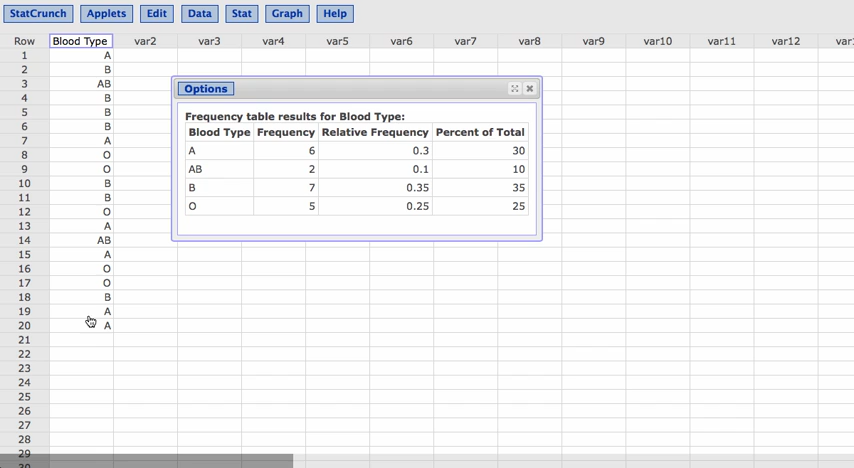 StatCrunch Applets Edit Data Stat Graph Help
Row Blood Type var2 var3 var4 var5 var6 var7 var8 var9 var10 var11 var12
1 A
2 B
3 AB
4 B
5 B
6 B
7 A
8 O
9 O
10 B
11 B
12 O
13 A
14 AB
15 A
16 O
17 O
18 B
19 A
20 A
21
22
23
24
25
26
27
28
29
30
Options
Frequency table results for Blood Type:
Blood Type Frequency Relative Frequency Percent of Total
A 6 0.3 30
AB 2 0.1 10
B 7 0.35 35
O 5 0.25 25